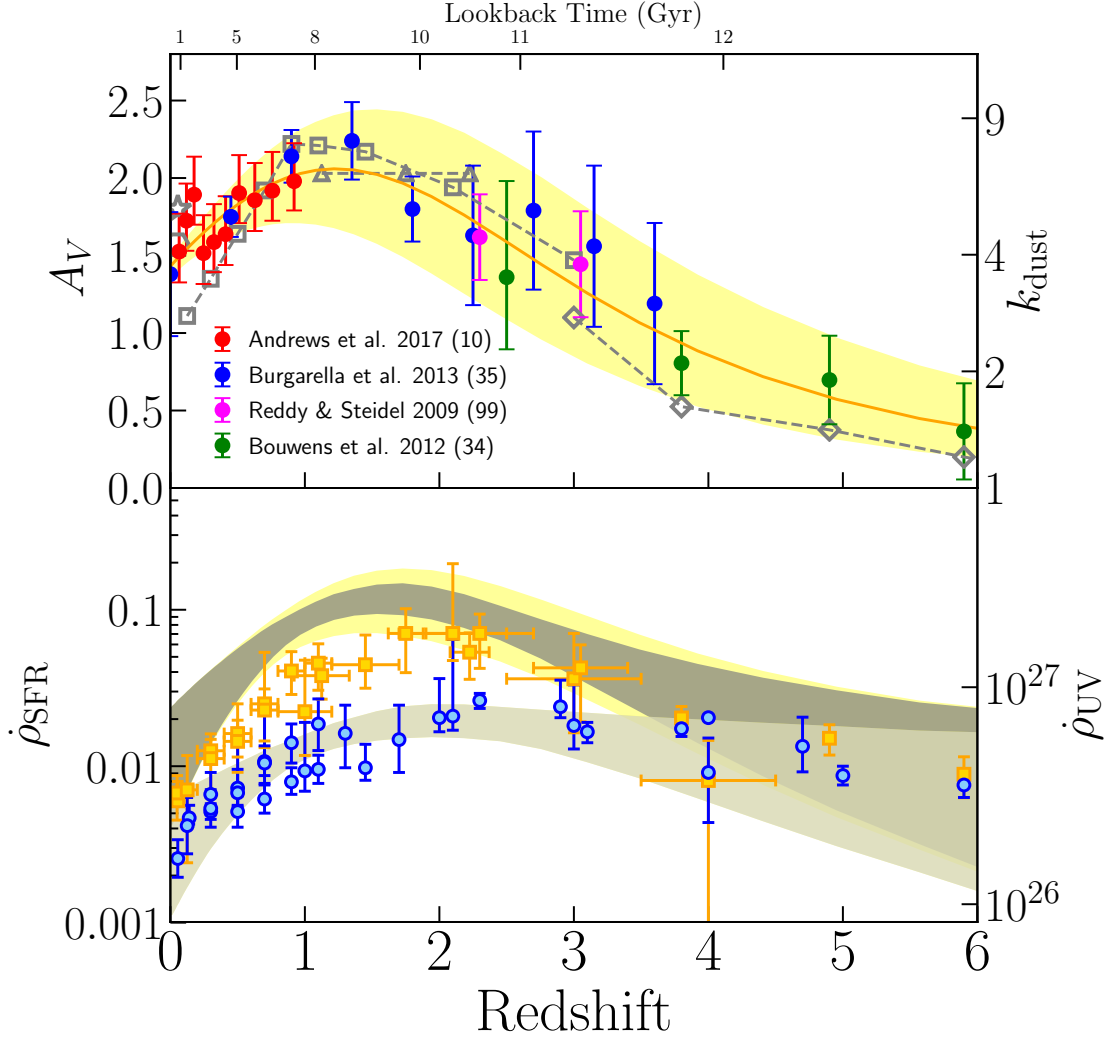 Lookback Time (Gyr)
1 5 8 10 11 12
2.5
2.0
1.5
1.0
0.5
0.0
A_V
9
4
2
1
k_dust
Andrews et al. 2017 (10)
Burgarella et al. 2013 (35)
Reddy & Steidel 2009 (99)
Bouwens et al. 2012 (34)
0.1
0.01
0.001
ρ̇_SFR
10^27
10^26
ρ̇_UV
0 1 2 3 4 5 6
Redshift